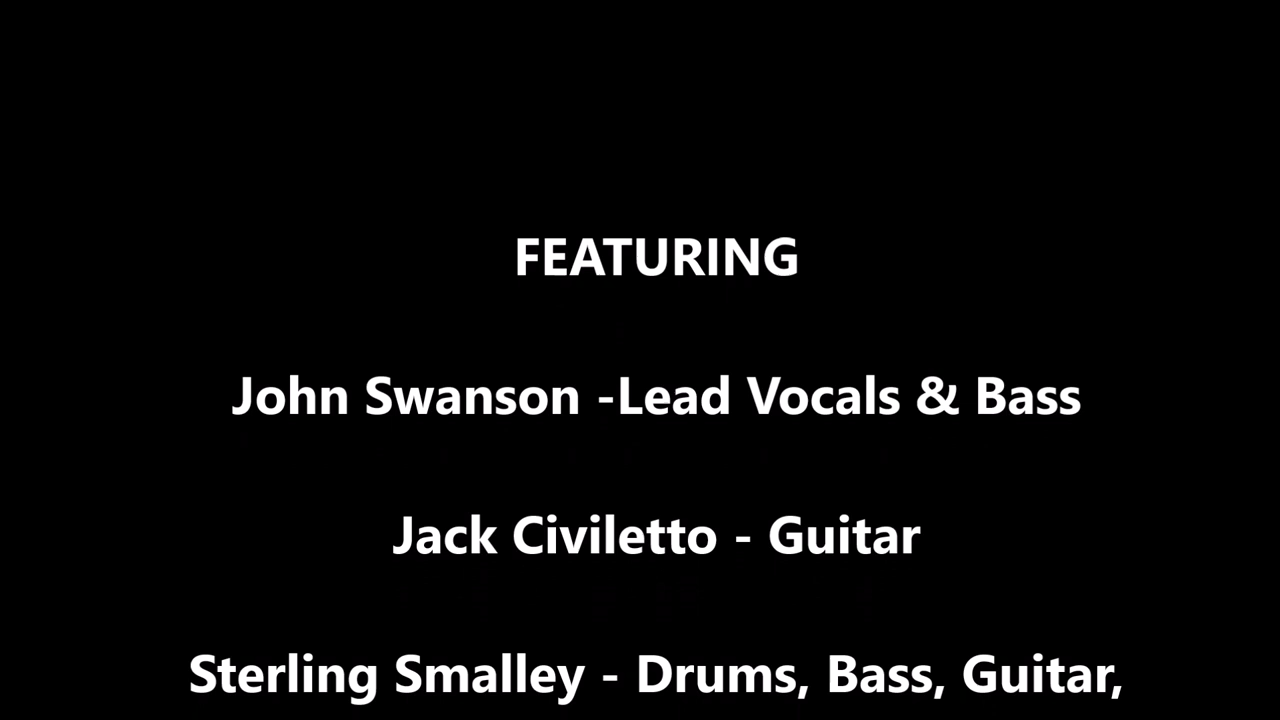 FEATURING
John Swanson -Lead Vocals & Bass
Jack Civiletto - Guitar
Sterling Smalley - Drums, Bass, Guitar,